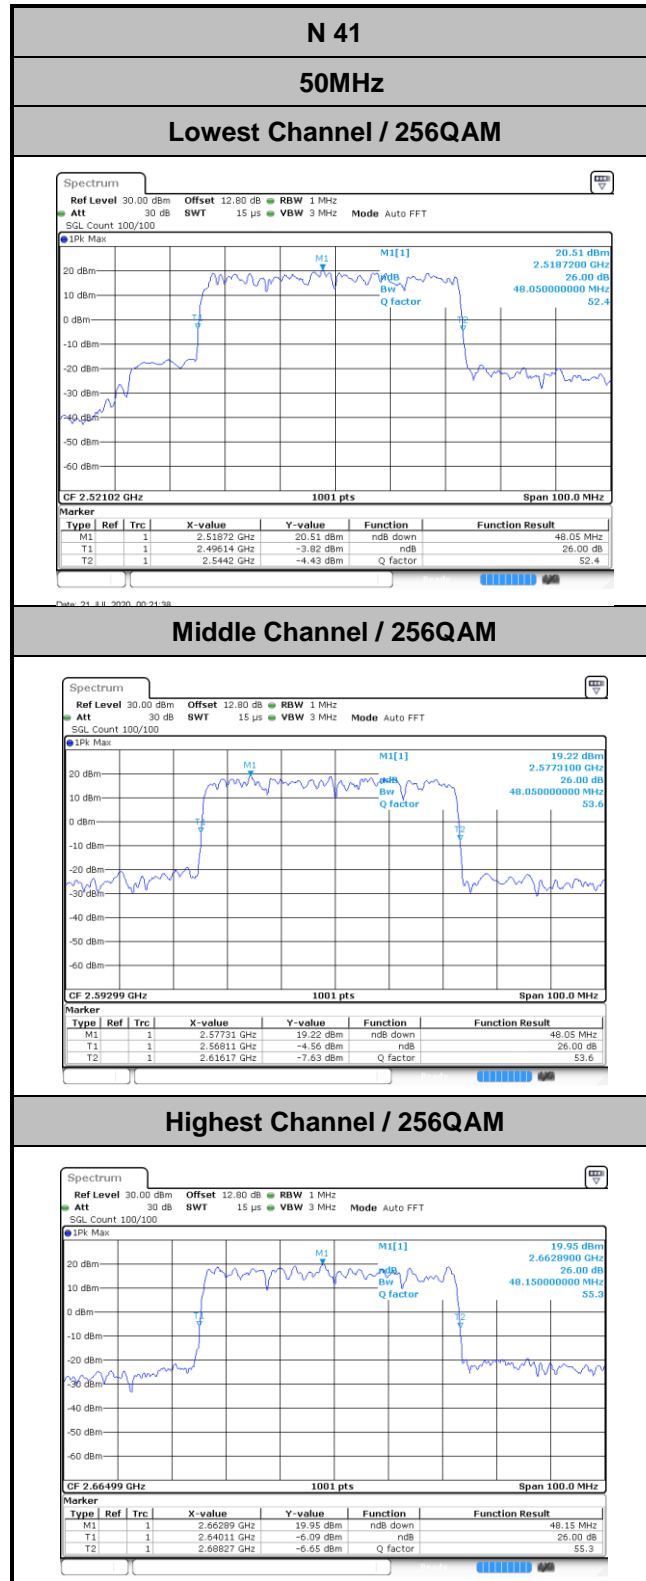 N 41
50MHz
Lowest Channel / 256QAM
Spectrum
Ref Level 30.00 dBm Offset 12.80 dB RBW 1 MHz
Att 30 dB SWT 15 µs VBW 3 MHz Mode Auto FFT
SGL Count 100/100
1Pk Max
M1[1] 20.51 dBm
2.5187200 GHz
ndB 26.00 dB
Bw 48.050000000 MHz
Q factor 52.4
M1
T1
T2
20 dBm
10 dBm
0 dBm
-10 dBm
-20 dBm
-30 dBm
-40 dBm
-50 dBm
-60 dBm
CF 2.52102 GHz 1001 pts Span 100.0 MHz
Marker
Type Ref Trc X-value Y-value Function Function Result
M1 1 2.51872 GHz 20.51 dBm ndB down 48.05 MHz
T1 1 2.49614 GHz -3.82 dBm ndB 26.00 dB
T2 1 2.5442 GHz -4.43 dBm Q factor 52.4
Date: 21 JUL 2020 00:21:38
Middle Channel / 256QAM
Spectrum
Ref Level 30.00 dBm Offset 12.80 dB RBW 1 MHz
Att 30 dB SWT 15 µs VBW 3 MHz Mode Auto FFT
SGL Count 100/100
1Pk Max
M1[1] 19.22 dBm
2.5773100 GHz
ndB 26.00 dB
Bw 48.050000000 MHz
Q factor 53.6
M1
T1
T2
20 dBm
10 dBm
0 dBm
-10 dBm
-20 dBm
-30 dBm
-40 dBm
-50 dBm
-60 dBm
CF 2.59299 GHz 1001 pts Span 100.0 MHz
Marker
Type Ref Trc X-value Y-value Function Function Result
M1 1 2.57731 GHz 19.22 dBm ndB down 48.05 MHz
T1 1 2.56811 GHz -4.56 dBm ndB 26.00 dB
T2 1 2.61617 GHz -7.63 dBm Q factor 53.6
Highest Channel / 256QAM
Spectrum
Ref Level 30.00 dBm Offset 12.80 dB RBW 1 MHz
Att 30 dB SWT 15 µs VBW 3 MHz Mode Auto FFT
SGL Count 100/100
1Pk Max
M1[1] 19.95 dBm
2.6628900 GHz
ndB 26.00 dB
Bw 48.150000000 MHz
Q factor 55.3
M1
T1
T2
20 dBm
10 dBm
0 dBm
-10 dBm
-20 dBm
-30 dBm
-40 dBm
-50 dBm
-60 dBm
CF 2.66499 GHz 1001 pts Span 100.0 MHz
Marker
Type Ref Trc X-value Y-value Function Function Result
M1 1 2.66289 GHz 19.95 dBm ndB down 48.15 MHz
T1 1 2.64011 GHz -6.09 dBm ndB 26.00 dB
T2 1 2.68827 GHz -6.65 dBm Q factor 55.3